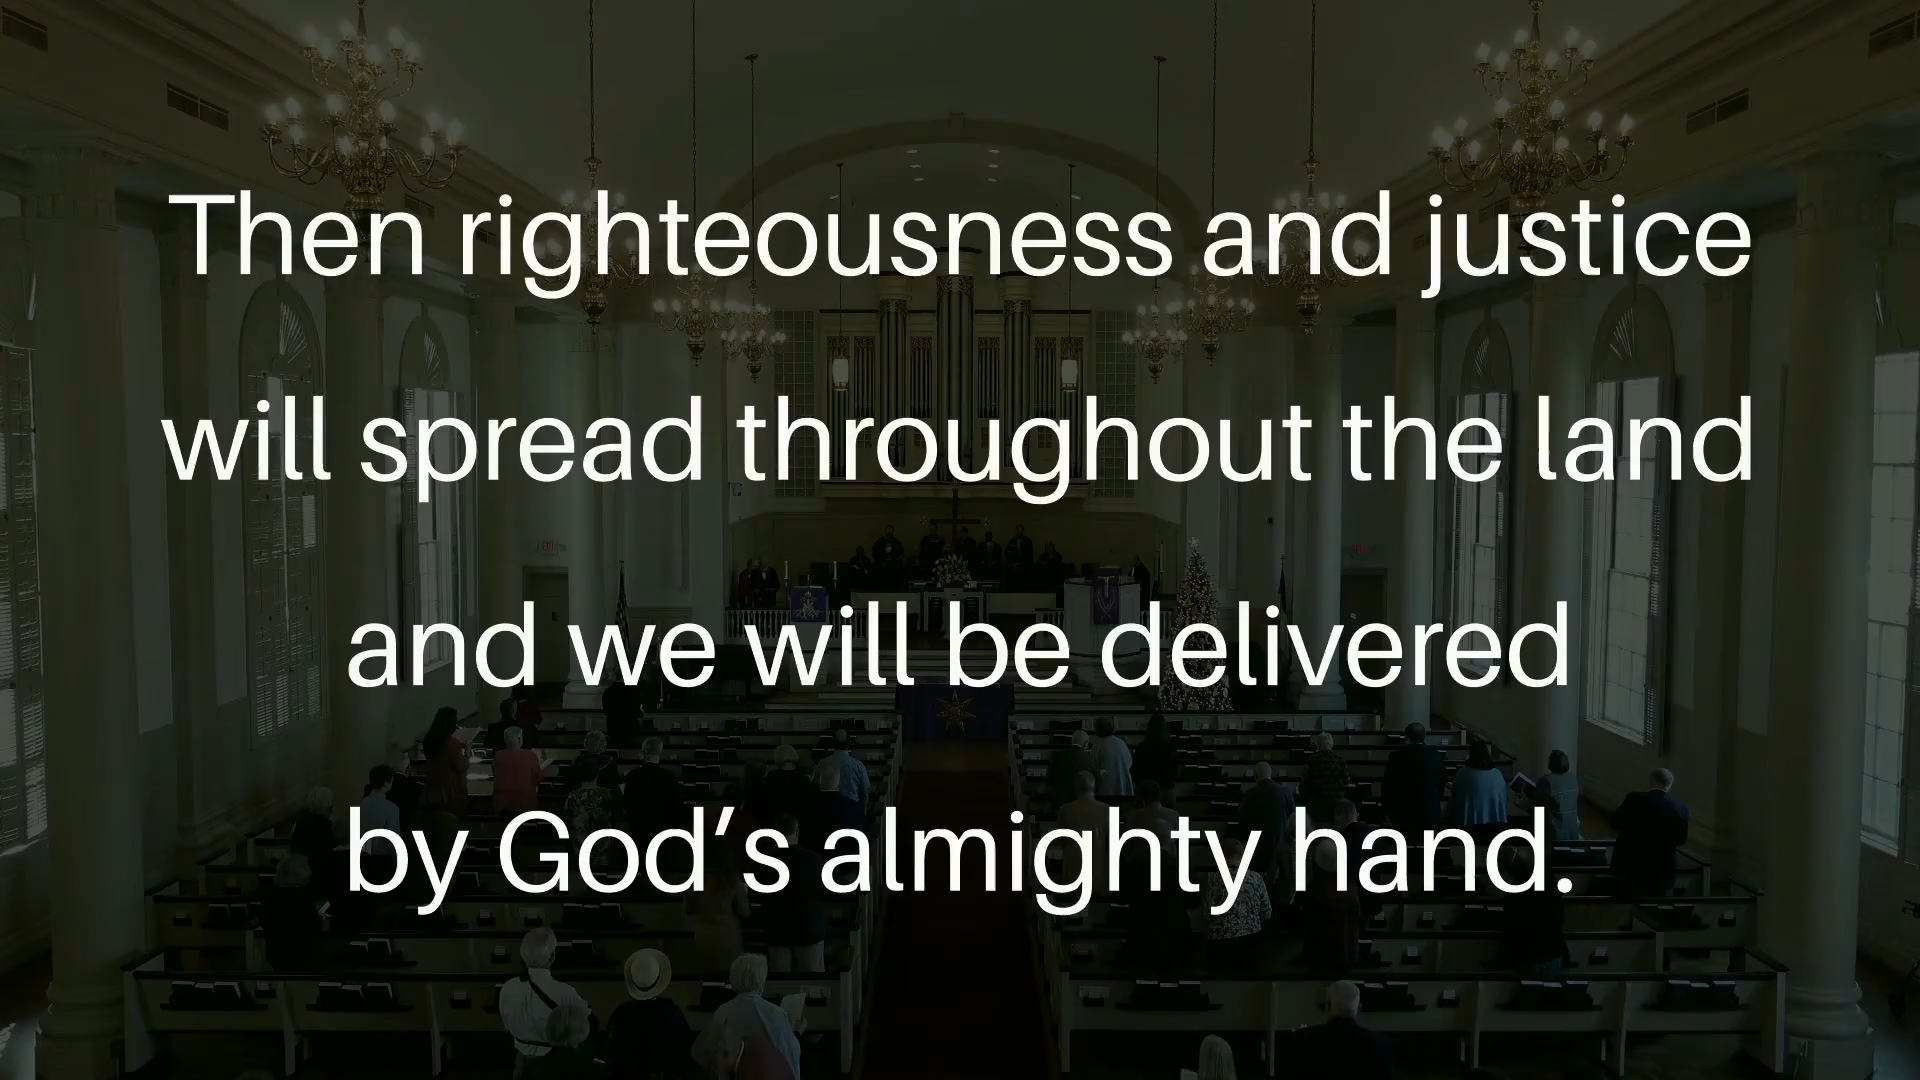 Then righteousness and justice
will spread throughout the land
and we will be delivered
by God’s almighty hand.